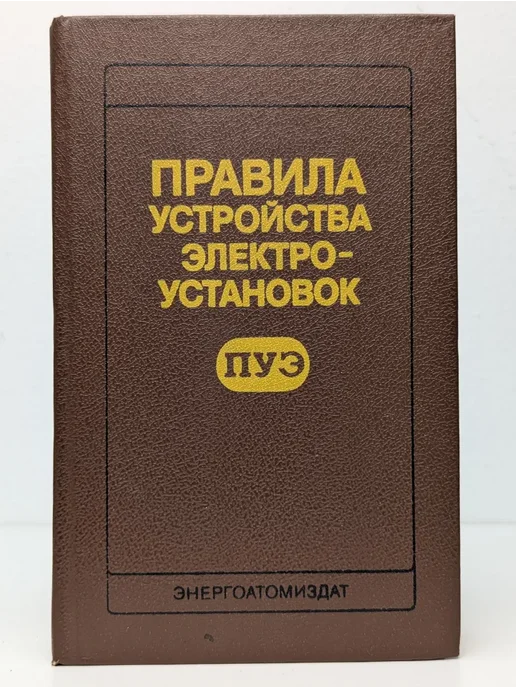 ПРАВИЛА
УСТРОЙСТВА
ЭЛЕКТРО-
УСТАНОВОК
ПУЭ
ЭНЕРГОАТОМИЗДАТ